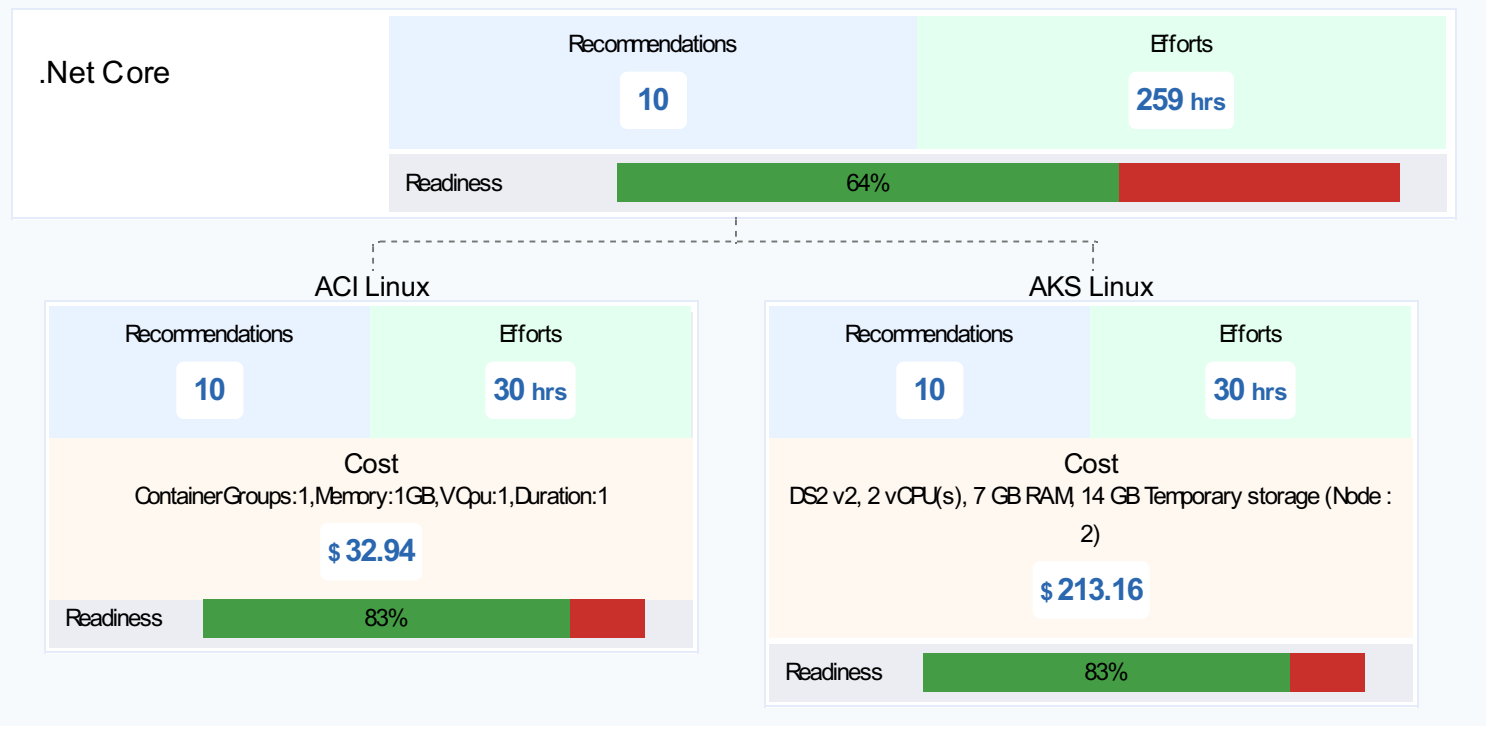 .Net Core
Recommendations
10
Efforts
259 hrs
Readiness
64%
ACI Linux
Recommendations
10
Efforts
30 hrs
Cost
ContainerGroups:1,Memory:1GB,VCpu:1,Duration:1
$ 32.94
Readiness
83%
AKS Linux
Recommendations
10
Efforts
30 hrs
Cost
DS2 v2, 2 vCPU(s), 7 GB RAM, 14 GB Temporary storage (Node :
2)
$ 213.16
Readiness
83%